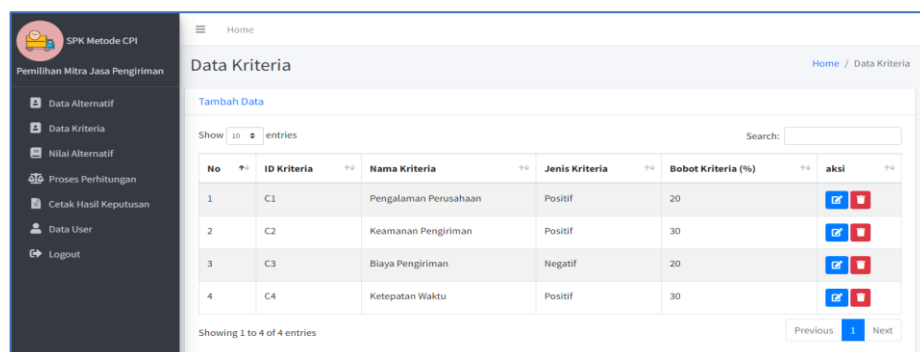 SPK Metode CPI
Pemilihan Mitra Jasa Pengiriman
Data Alternatif
Data Kriteria
Nilai Alternatif
Proses Perhitungan
Cetak Hasil Keputusan
Data User
Logout
Home
Data Kriteria
Home / Data Kriteria
Tambah Data
Show 10 entries
Search:
No ID Kriteria Nama Kriteria Jenis Kriteria Bobot Kriteria (%) aksi
1 C1 Pengalaman Perusahaan Positif 20
2 C2 Keamanan Pengiriman Positif 30
3 C3 Biaya Pengiriman Negatif 20
4 C4 Ketepatan Waktu Positif 30
Showing 1 to 4 of 4 entries
Previous 1 Next